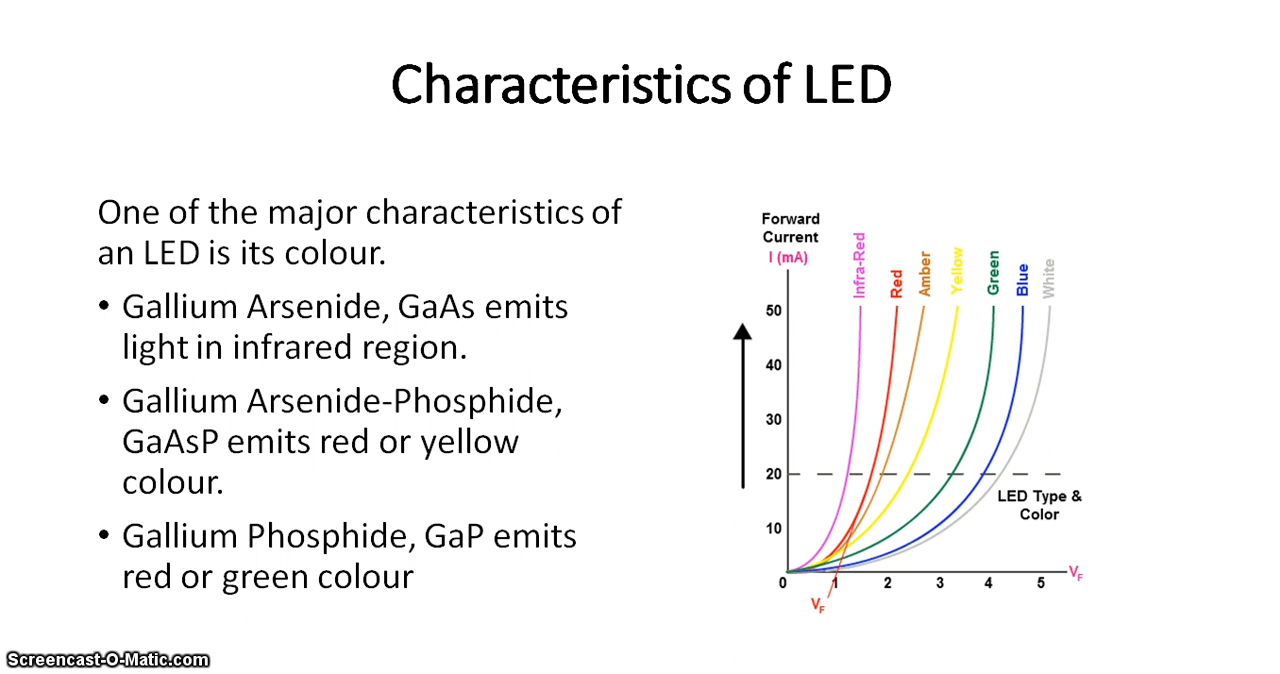 Characteristics of LED
One of the major characteristics of
an LED is its colour.
• Gallium Arsenide, GaAs emits
light in infrared region.
• Gallium Arsenide-Phosphide,
GaAsP emits red or yellow
colour.
• Gallium Phosphide, GaP emits
red or green colour
Forward
Current
I (mA)
Infra-Red
Red
Amber
Yellow
Green
Blue
White
50
40
30
20
10
LED Type &
Color
0 1 2 3 4 5
VF
VF
Screencast-O-Matic.com